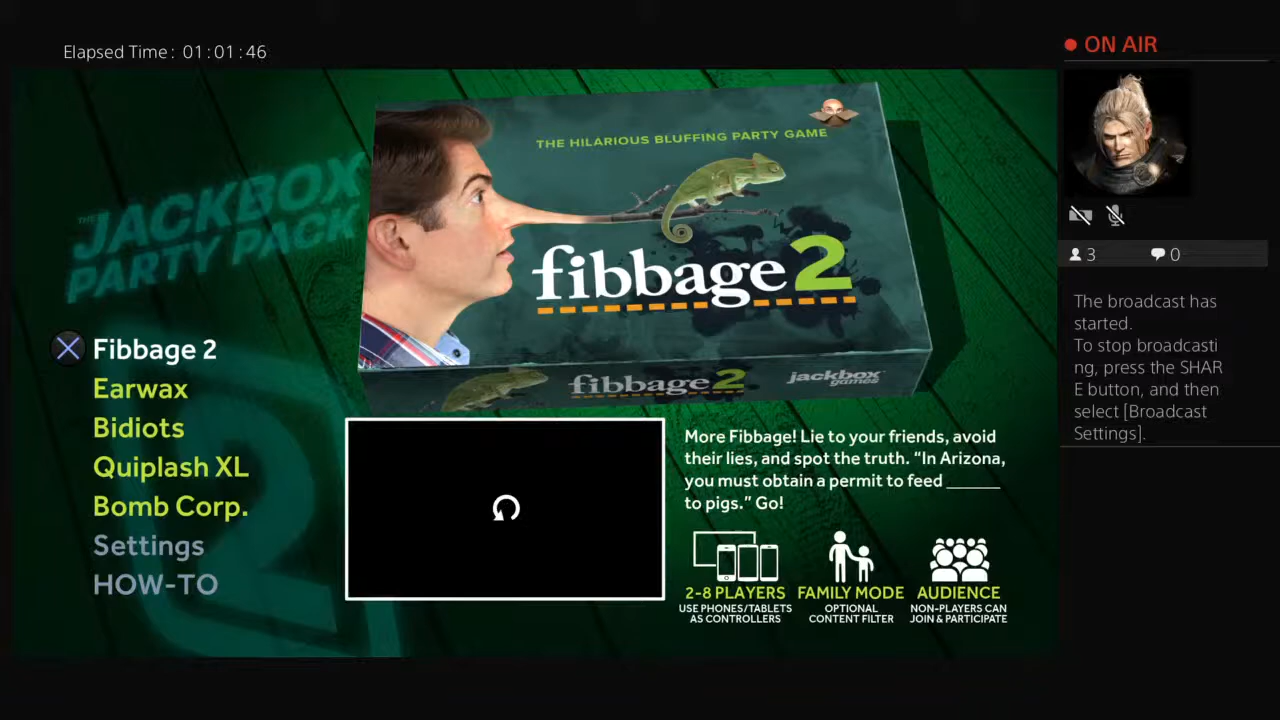 Elapsed Time: 01:01:46
ON AIR
3
0
The broadcast has
started.
To stop broadcasti
ng, press the SHAR
E button, and then
select [Broadcast
Settings].
THE
JACKBOX
PARTY PACK
2
THE HILARIOUS BLUFFING PARTY GAME
fibbage 2
fibbage 2
jackbox
games
Fibbage 2
Earwax
Bidiots
Quiplash XL
Bomb Corp.
Settings
HOW-TO
More Fibbage! Lie to your friends, avoid
their lies, and spot the truth. “In Arizona,
you must obtain a permit to feed ______
to pigs.” Go!
2-8 PLAYERS
USE PHONES/TABLETS
AS CONTROLLERS
FAMILY MODE
OPTIONAL
CONTENT FILTER
AUDIENCE
NON-PLAYERS CAN
JOIN & PARTICIPATE